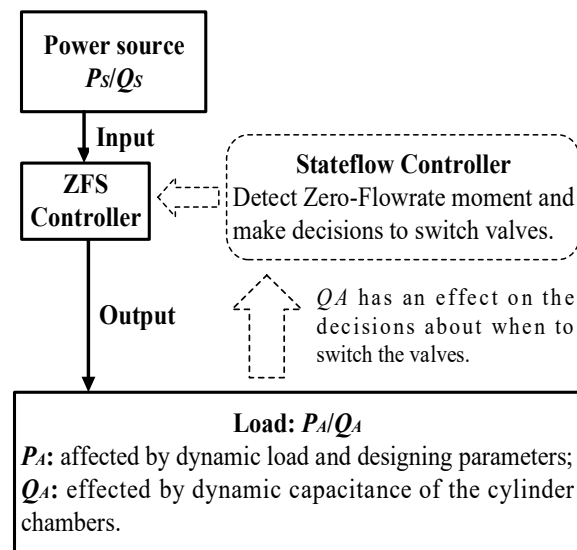 Power source
PS/QS
Input
ZFS
Controller
Stateflow Controller
Detect Zero-Flowrate moment and
make decisions to switch valves.
QA has an effect on the
decisions about when to
switch the valves.
Output
Load: PA/QA
PA: affected by dynamic load and designing parameters;
QA: effected by dynamic capacitance of the cylinder
chambers.